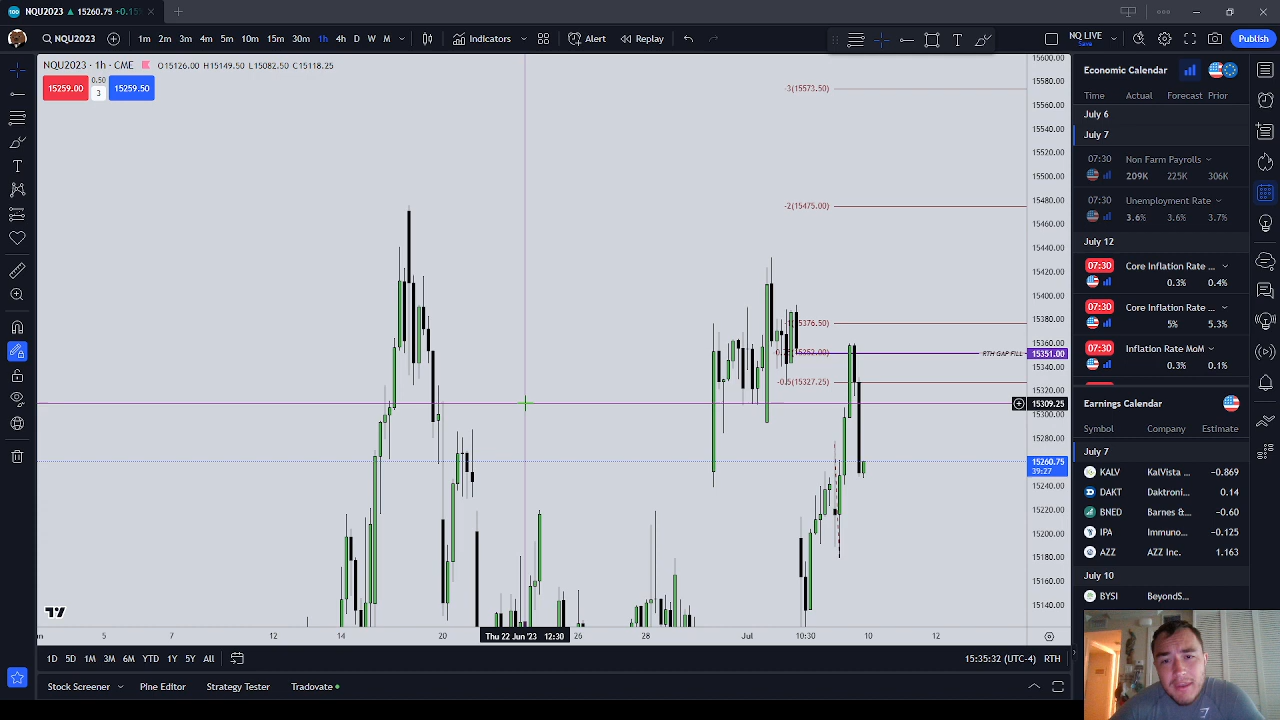 NQU2023 15260.75 +0.15
NQU2023 1m 2m 3m 4m 5m 10m 15m 30m 1h 4h D W M Indicators Alert Replay NQ LIVE Save Publish
NQU2023 · 1h · CME O15126.00 H15149.50 L15082.50 C15118.25
15259.00 0.50 3 15259.50
-3(15573.50)
-2(15475.00)
15376.50)
RTH GAP FILL
-0.5(15327.25)
15600.00
15580.00
15560.00
15540.00
15520.00
15500.00
15480.00
15460.00
15440.00
15420.00
15400.00
15380.00
15360.00
15351.00
15340.00
15320.00
15309.25
15300.00
15280.00
15260.75
39:27
15240.00
15220.00
15200.00
15180.00
15160.00
15140.00
5 7 12 14 20 Thu 22 Jun '23 12:30 26 28 Jul 10:30 10 12
1D 5D 1M 3M 6M YTD 1Y 5Y All 15:33:32 (UTC-4) RTH
Stock Screener Pine Editor Strategy Tester Tradovate
Economic Calendar
Time Actual Forecast Prior
July 6
July 7
07:30 Non Farm Payrolls
209K 225K 306K
07:30 Unemployment Rate
3.6% 3.6% 3.7%
July 12
07:30 Core Inflation Rate ...
0.3% 0.4%
07:30 Core Inflation Rate ...
5% 5.3%
07:30 Inflation Rate MoM
0.3% 0.1%
Earnings Calendar
Symbol Company Estimate
July 7
KALV KalVista ... −0.869
DAKT Daktroni... 0.14
BNED Barnes &... −0.60
IPA Immuno... −0.125
AZZ AZZ Inc. 1.163
July 10
BYSI BeyondS...